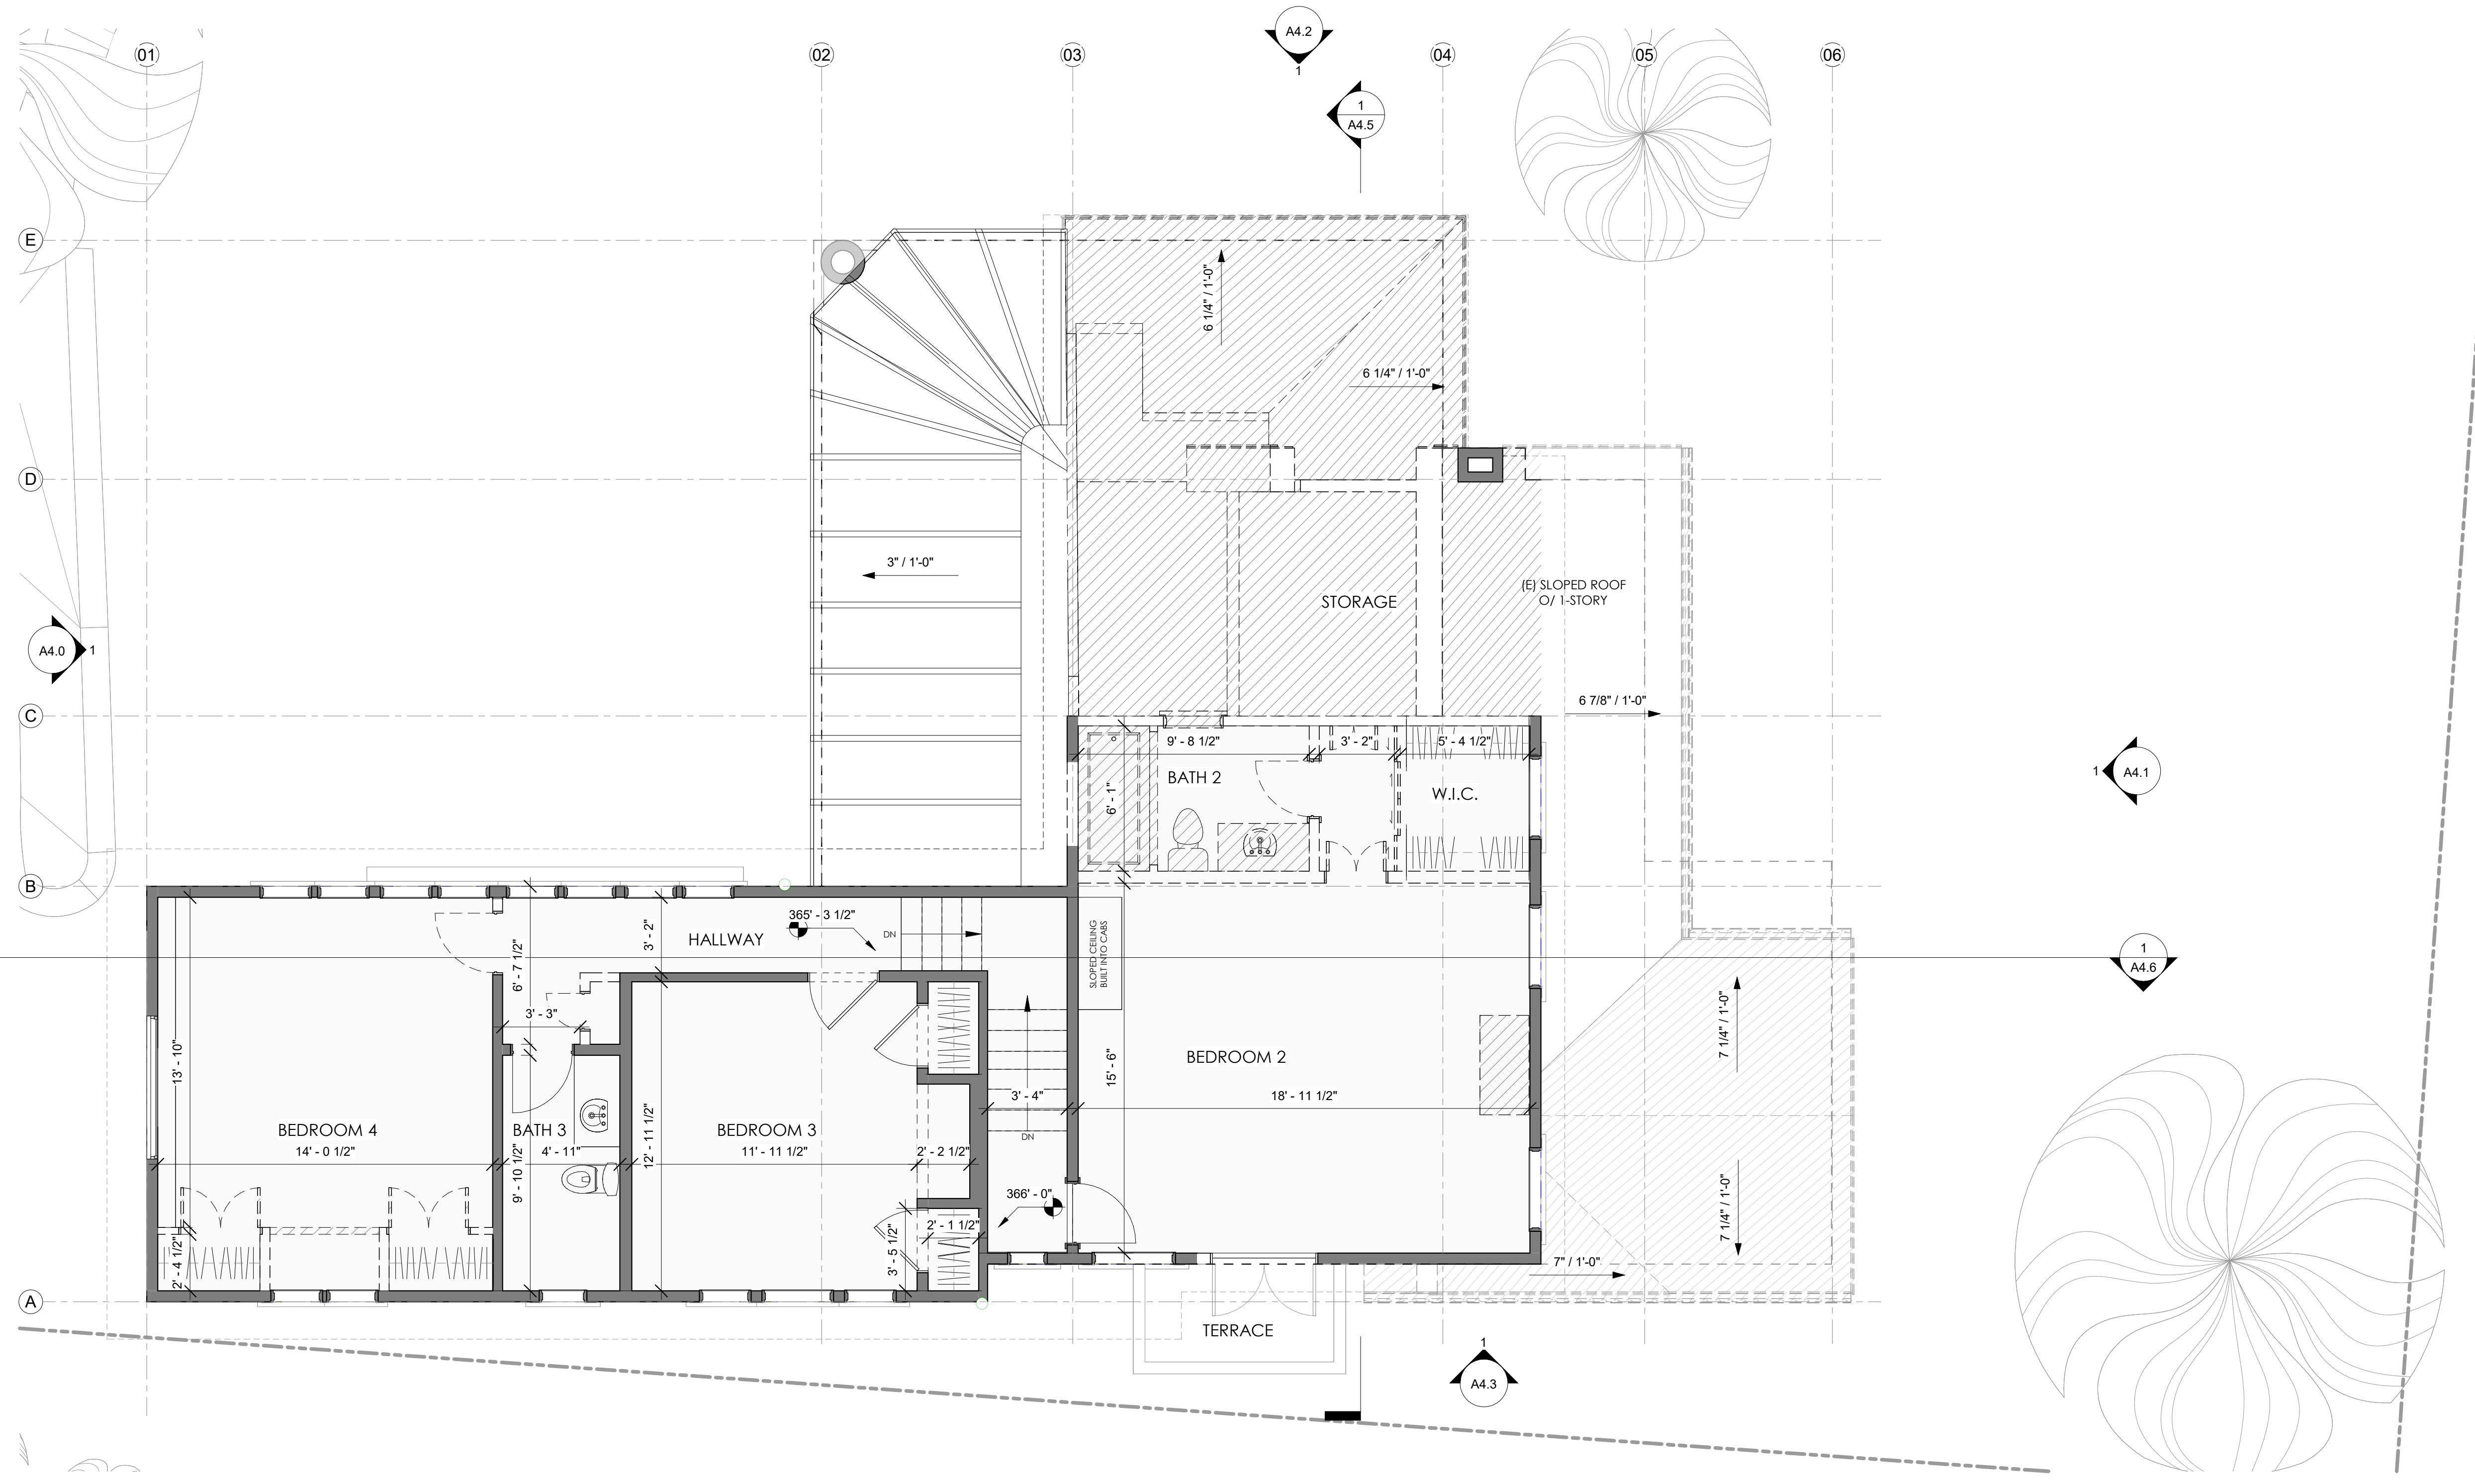 A4.2
1
01
02
03
04
05
06
1
A4.5
E
6 1/4" / 1'-0"
6 1/4" / 1'-0"
D
3" / 1'-0"
(E) SLOPED ROOF
O/ 1-STORY
STORAGE
A4.0
1
6 7/8" / 1'-0"
C
9' - 8 1/2"
3' - 2"
5' - 4 1/2"
BATH 2
6' - 1"
W.I.C.
1
A4.1
B
365' - 3 1/2"
HALLWAY
DN
3' - 2"
6' - 7 1/2"
SLOPED CEILING
BUILT INTO CABS
1
A4.6
3' - 3"
7 1/4" / 1'-0"
13' - 10"
BEDROOM 2
15' - 6"
3' - 4"
18' - 11 1/2"
BEDROOM 4
14' - 0 1/2"
BATH 3
4' - 11"
9' - 10 1/2"
12' - 11 1/2"
BEDROOM 3
11' - 11 1/2"
2' - 2 1/2"
DN
366' - 0"
2' - 1 1/2"
3' - 5 1/2"
2' - 4 1/2"
7 1/4" / 1'-0"
7" / 1'-0"
A
TERRACE
1
A4.3